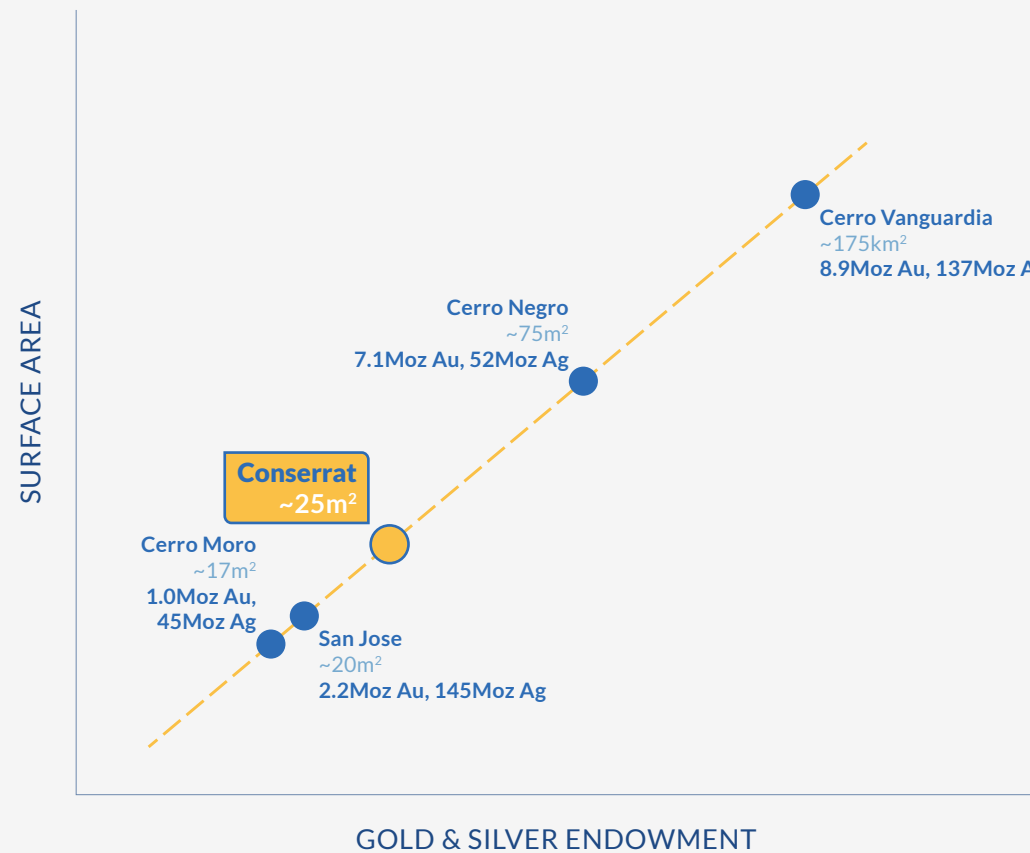 Cerro Vanguardia
~175km²
8.9Moz Au, 137Moz
Cerro Negro
~75m²
7.1Moz Au, 52Moz Ag
SURFACE AREA
Conserrat
~25m²
Cerro Moro
~17m²
1.0Moz Au,
45Moz Ag
San Jose
~20m²
2.2Moz Au, 145Moz Ag
GOLD & SILVER ENDOWMENT